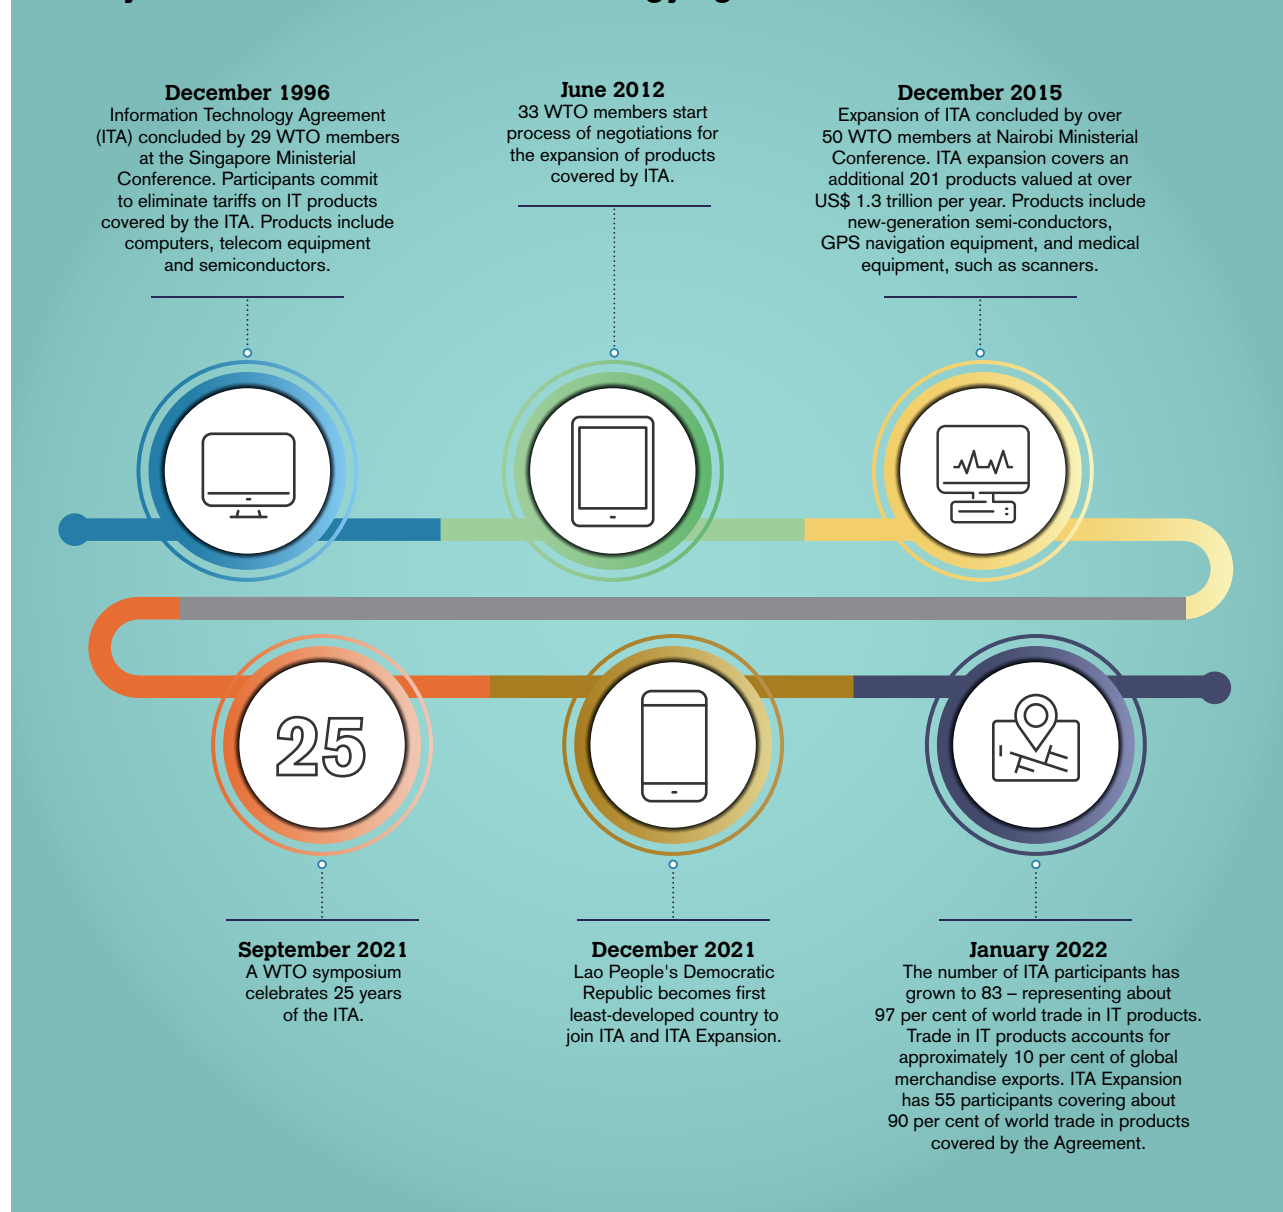 December 1996
Information Technology Agreement
(ITA) concluded by 29 WTO members
at the Singapore Ministerial
Conference. Participants commit
to eliminate tariffs on IT products
covered by the ITA. Products include
computers, telecom equipment
and semiconductors.
June 2012
33 WTO members start
process of negotiations for
the expansion of products
covered by ITA.
December 2015
Expansion of ITA concluded by over
50 WTO members at Nairobi Ministerial
Conference. ITA expansion covers an
additional 201 products valued at over
US$ 1.3 trillion per year. Products include
new-generation semi-conductors,
GPS navigation equipment, and medical
equipment, such as scanners.
25
September 2021
A WTO symposium
celebrates 25 years
of the ITA.
December 2021
Lao People's Democratic
Republic becomes first
least-developed country to
join ITA and ITA Expansion.
January 2022
The number of ITA participants has
grown to 83 – representing about
97 per cent of world trade in IT products.
Trade in IT products accounts for
approximately 10 per cent of global
merchandise exports. ITA Expansion
has 55 participants covering about
90 per cent of world trade in products
covered by the Agreement.